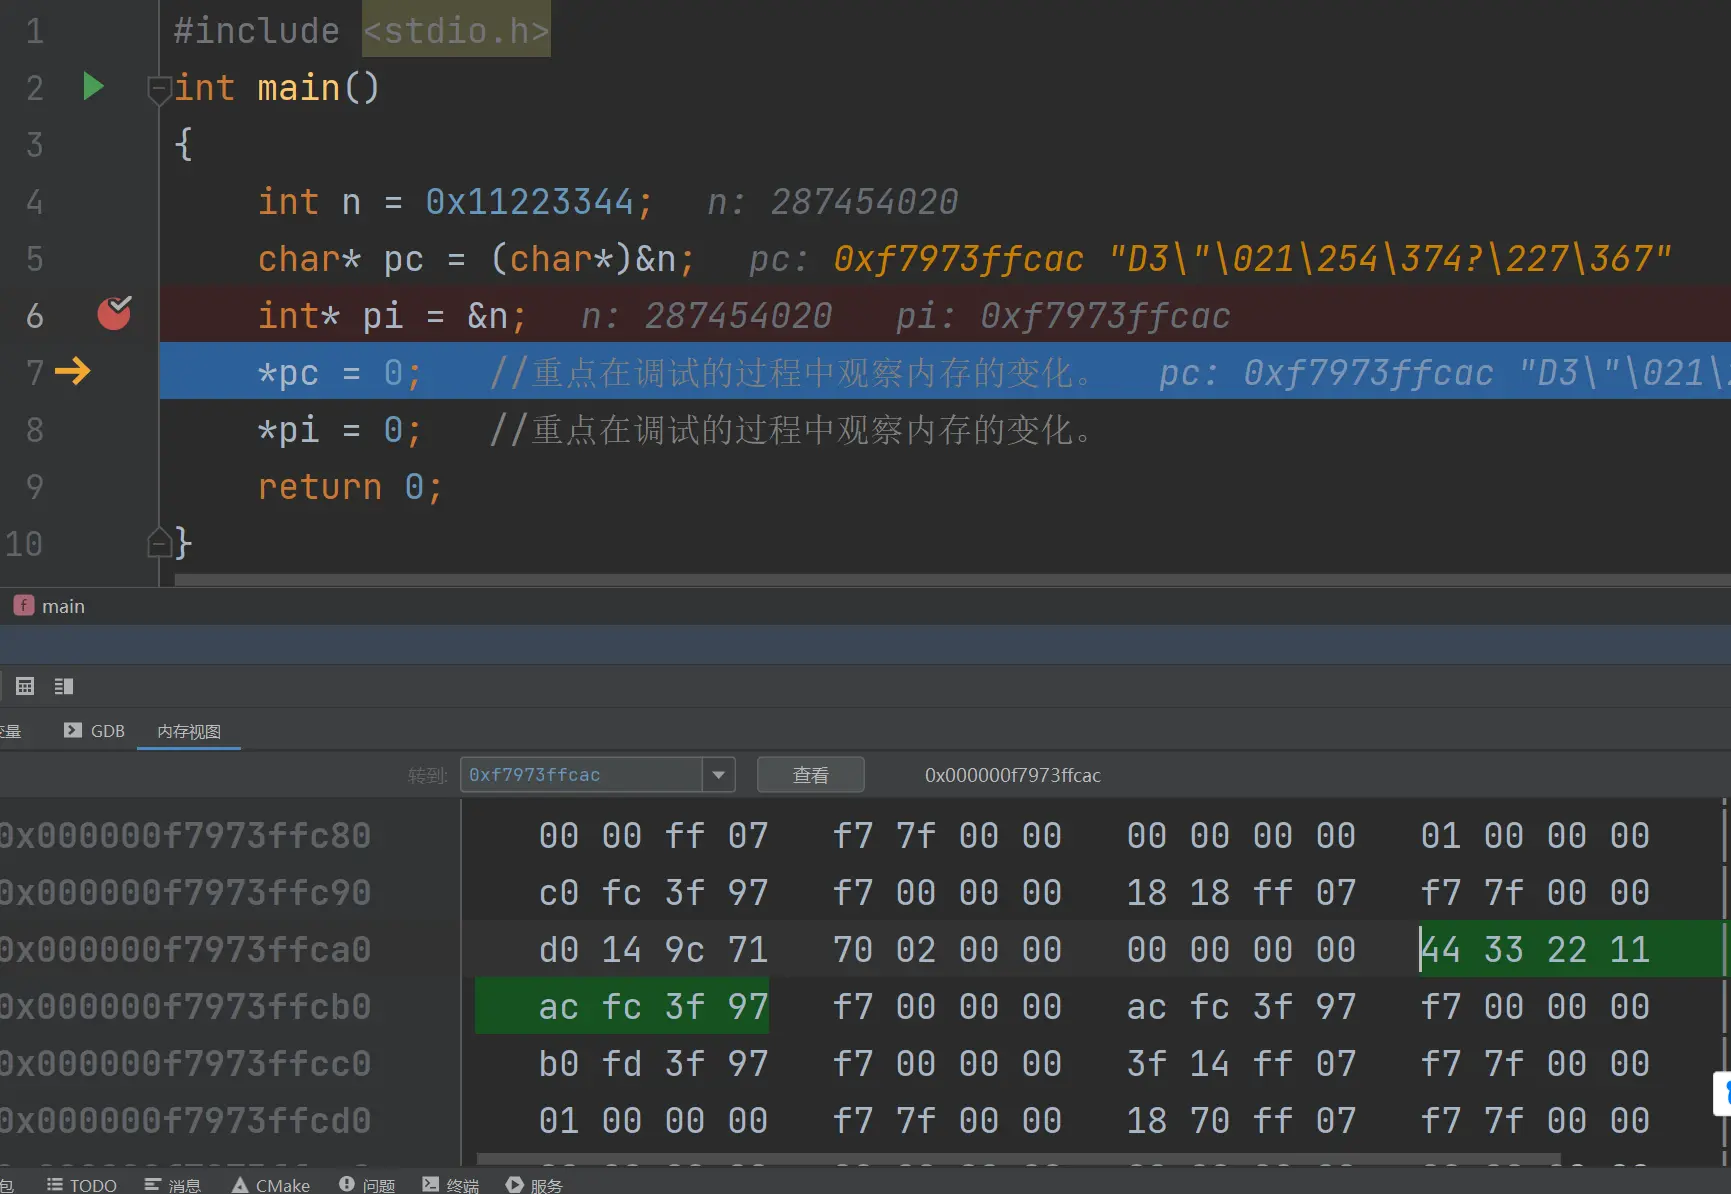 1 #include <stdio.h>
2 int main()
3 {
4 int n = 0x11223344; n: 287454020
5 char* pc = (char*)&n; pc: 0xf7973ffcac "D3\"\021\254\374?\227\367"
6 int* pi = &n; n: 287454020 pi: 0xf7973ffcac
7 *pc = 0; //重点在调试的过程中观察内存的变化。 pc: 0xf7973ffcac "D3\"\021\
8 *pi = 0; //重点在调试的过程中观察内存的变化。
9 return 0;
10 }
f main
变量 GDB 内存视图
转到: 0xf7973ffcac 查看 0x000000f7973ffcac
0x000000f7973ffc80 00 00 ff 07 f7 7f 00 00 00 00 00 00 01 00 00 00
0x000000f7973ffc90 c0 fc 3f 97 f7 00 00 00 18 18 ff 07 f7 7f 00 00
0x000000f7973ffca0 d0 14 9c 71 70 02 00 00 00 00 00 00 44 33 22 11
0x000000f7973ffcb0 ac fc 3f 97 f7 00 00 00 ac fc 3f 97 f7 00 00 00
0x000000f7973ffcc0 b0 fd 3f 97 f7 00 00 00 3f 14 ff 07 f7 7f 00 00
0x000000f7973ffcd0 01 00 00 00 f7 7f 00 00 18 70 ff 07 f7 7f 00 00
包 TODO 消息 CMake 问题 终端 服务